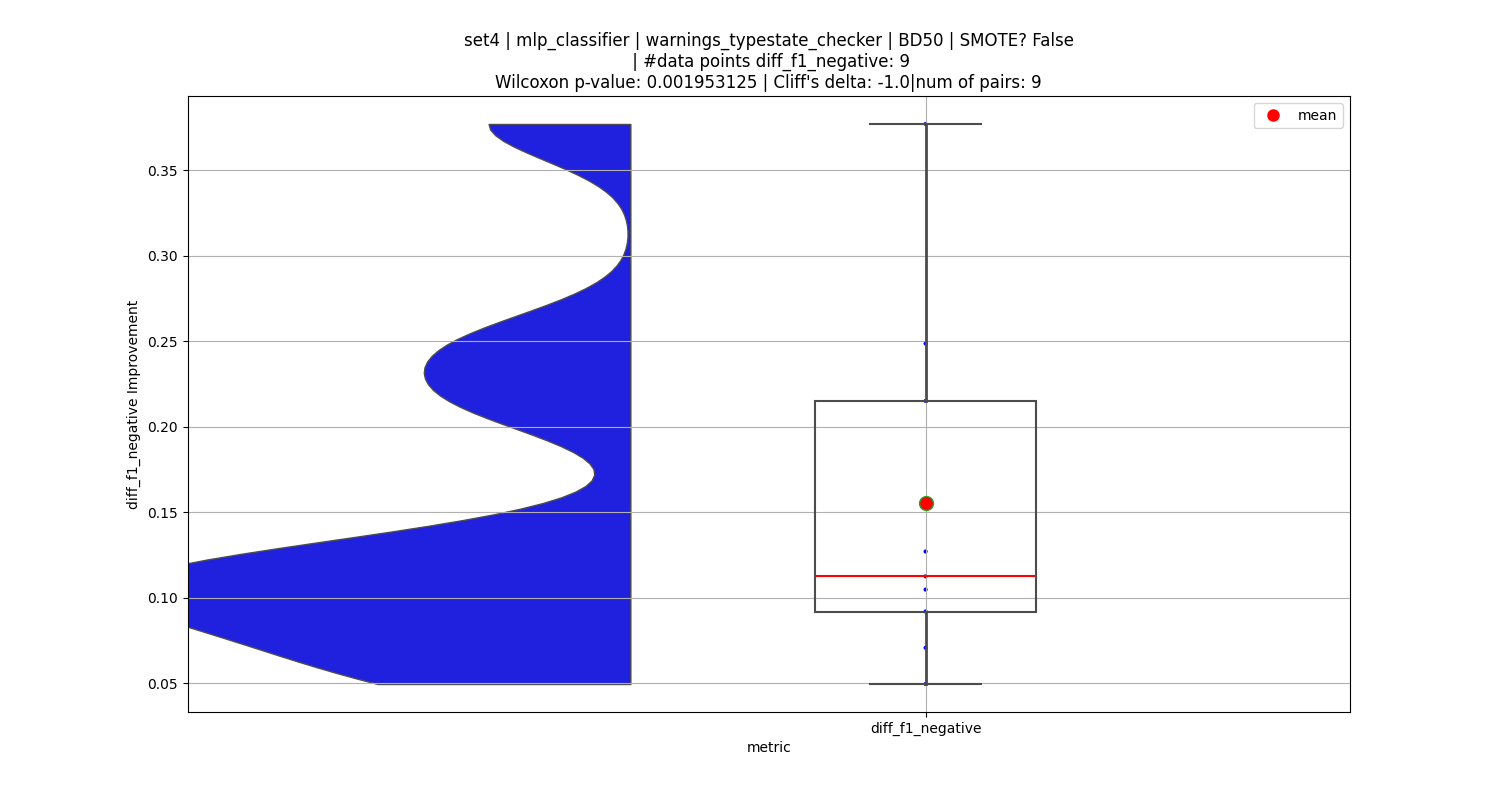 set4 | mlp_classifier | warnings_typestate_checker | BD50 | SMOTE? False
| #data points diff_f1_negative: 9
Wilcoxon p-value: 0.001953125 | Cliff's delta: -1.0|num of pairs: 9
mean
0.35
0.30
0.25
0.20
0.15
0.10
0.05
diff_f1_negative Improvement
diff_f1_negative
metric